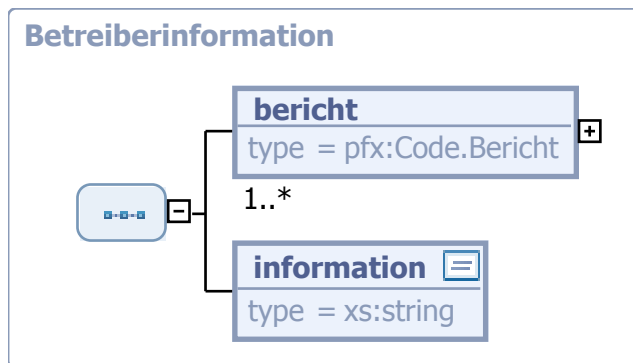 Betreiberinformation
bericht
type = pfx:Code.Bericht
1..*
information
type = xs:string